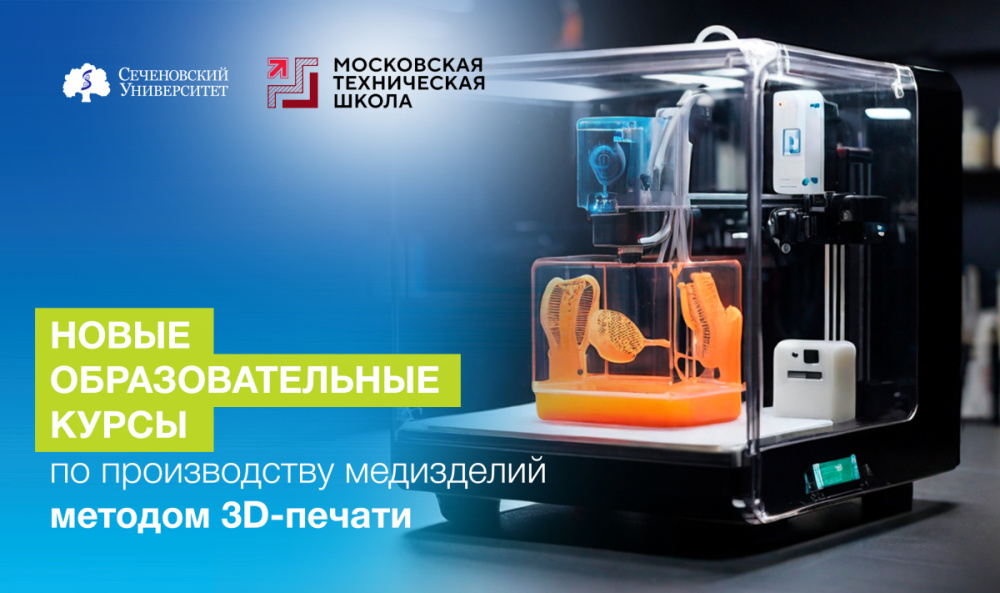 Сеченовский
Университет
МОСКОВСКАЯ
ТЕХНИЧЕСКАЯ
ШКОЛА
НОВЫЕ
ОБРАЗОВАТЕЛЬНЫЕ
КУРСЫ
по производству медизделий
методом 3D-печати